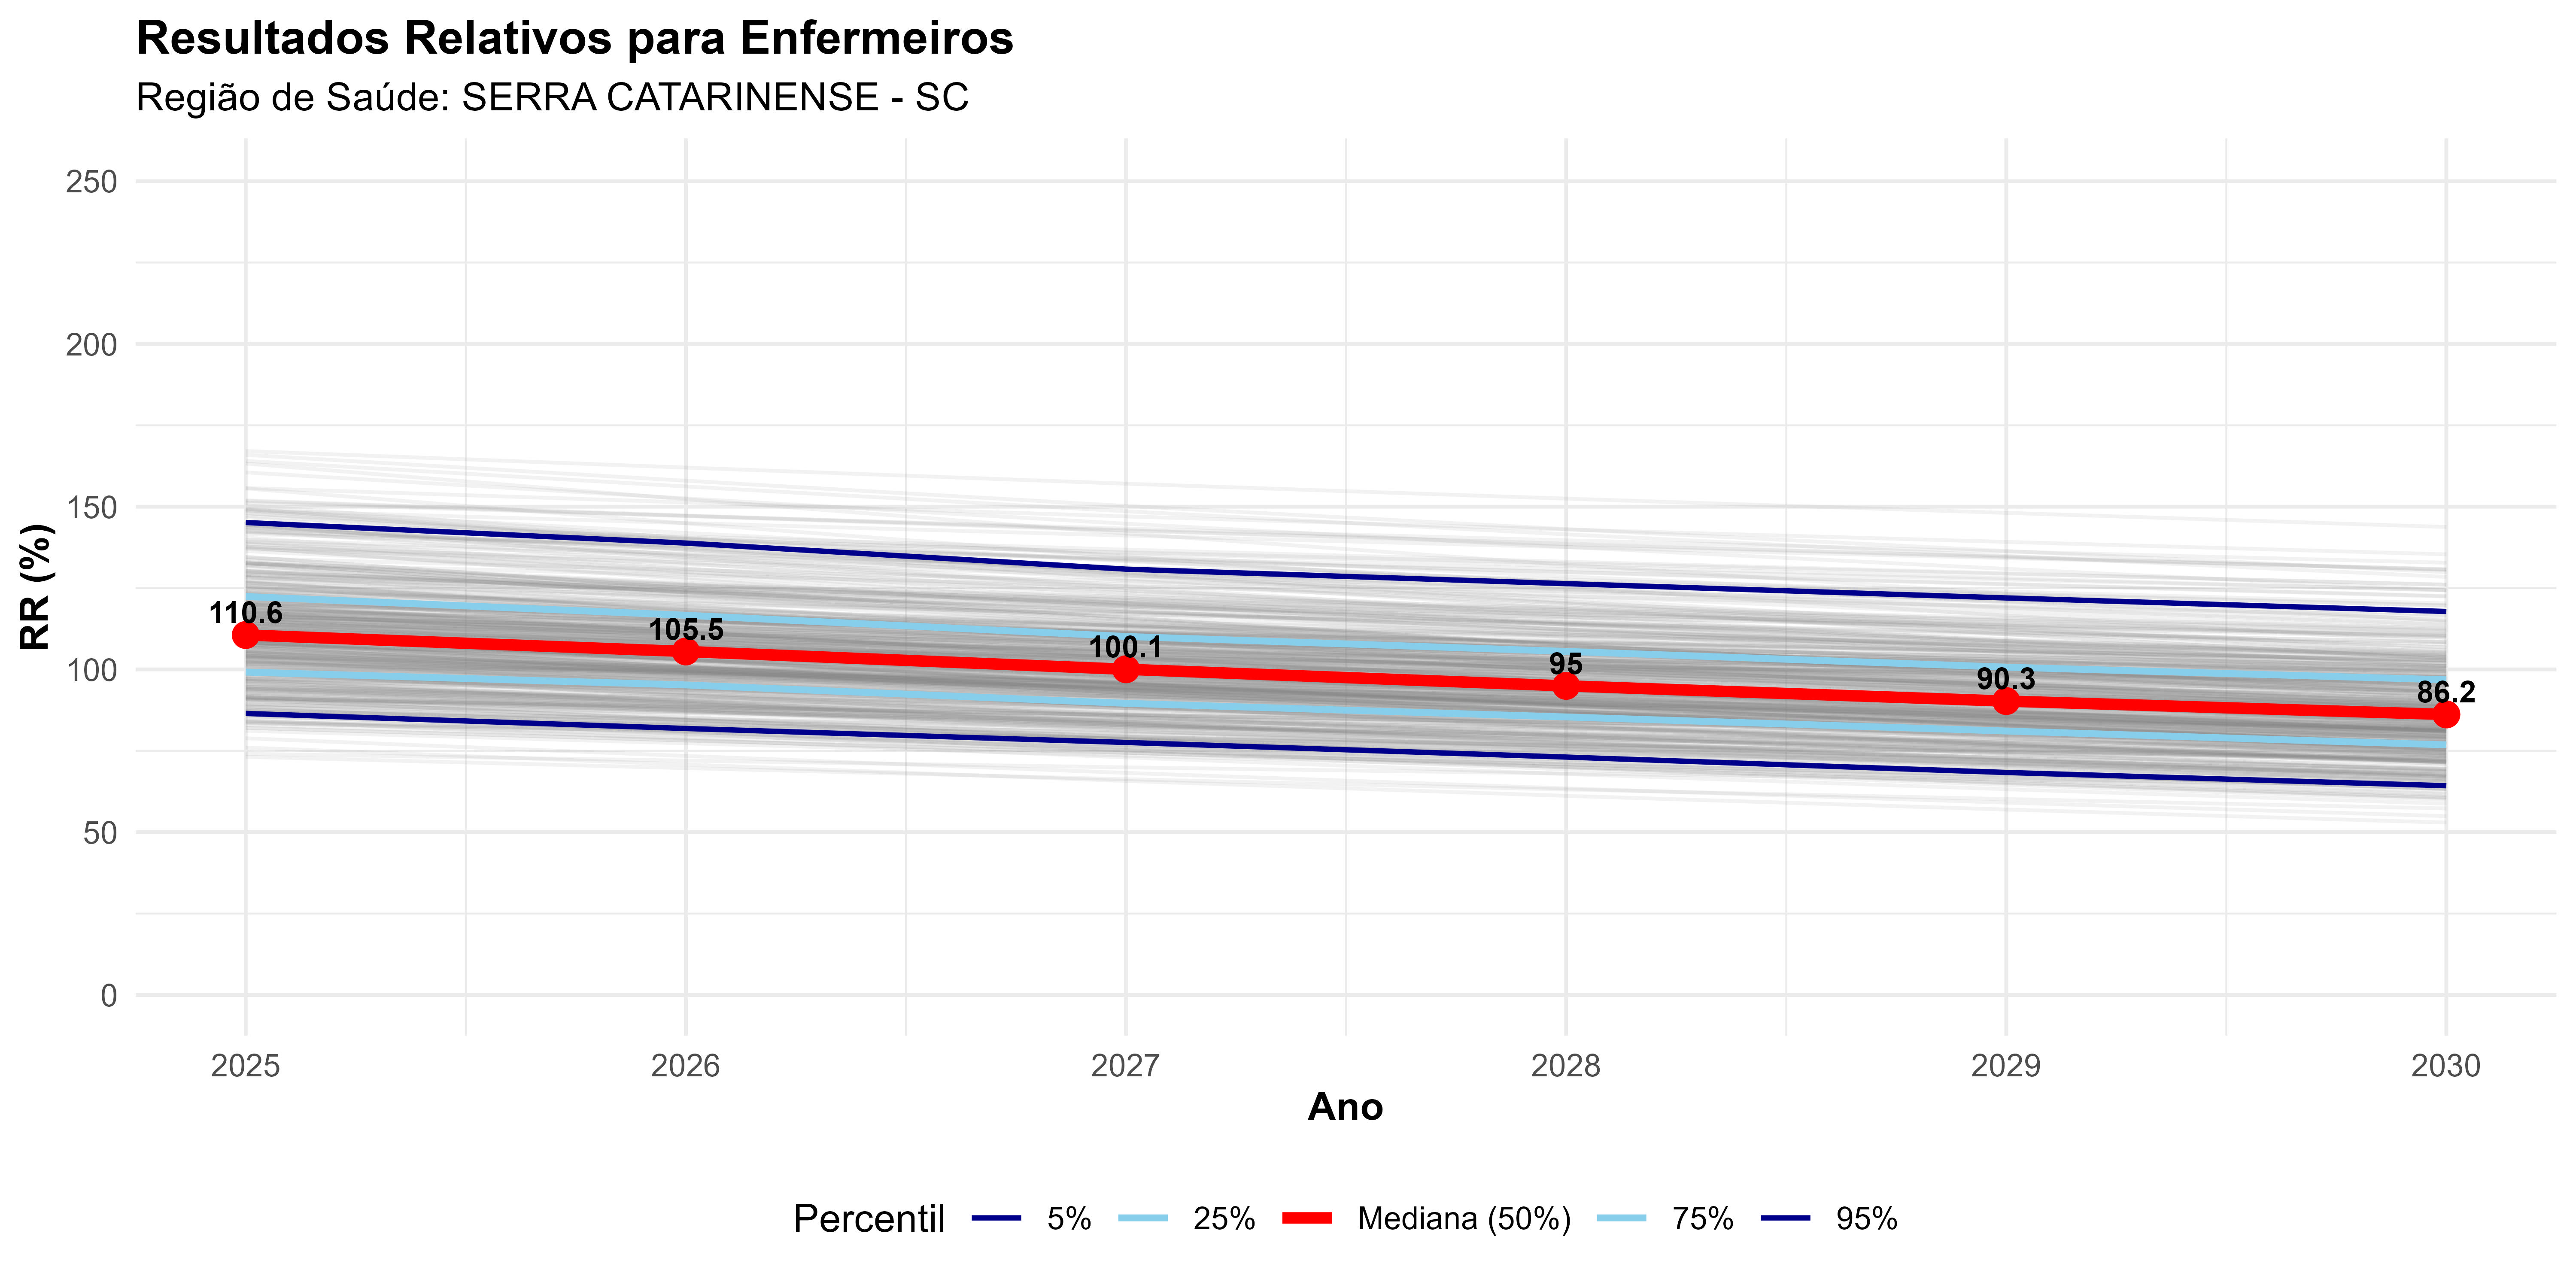 Resultados Relativos para Enfermeiros
Região de Saúde: SERRA CATARINENSE - SC
RR (%)
250
200
150
100
50
0
110.6
105.5
100.1
95
90.3
86.2
2025 2026 2027 2028 2029 2030
Ano
Percentil 5% 25% Mediana (50%) 75% 95%